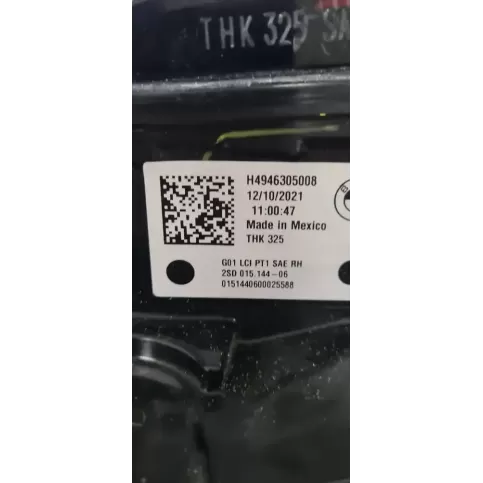 THK 325 SA
H4946305008
12/10/2021
11:00:47
Made in Mexico
THK 325
G01 LCI PT1 SAE RH
2SD 015.144-06
0151440600025588